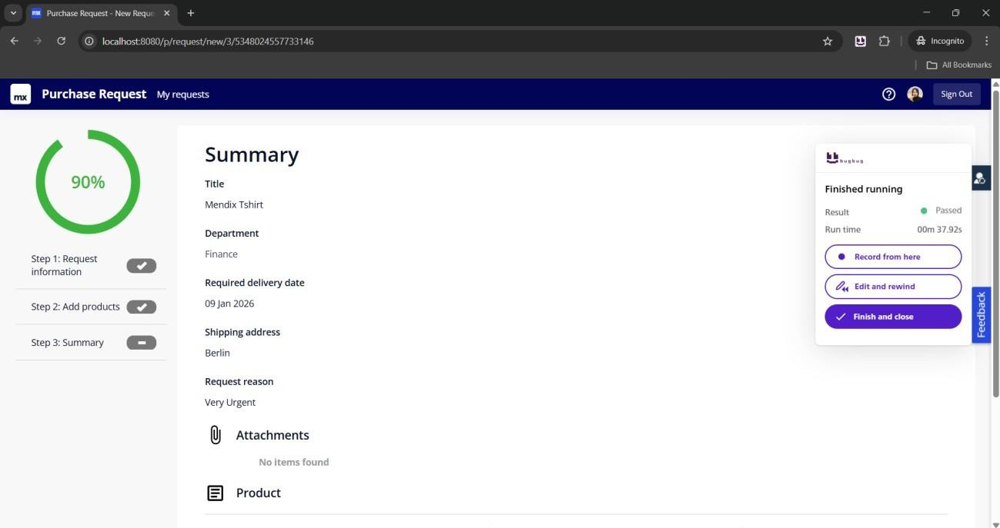 mx Purchase Request - New Reque
localhost:8080/p/request/new/3/5348024557733146
Incognito
All Bookmarks
mx Purchase Request My requests
Sign Out
90%
Step 1: Request
information
Step 2: Add products
Step 3: Summary
Summary
Title
Mendix Tshirt
Department
Finance
Required delivery date
09 Jan 2026
Shipping address
Berlin
Request reason
Very Urgent
Attachments
No items found
Product
bugbug
Finished running
Result Passed
Run time 00m 37.92s
Record from here
Edit and rewind
Finish and close
Feedback